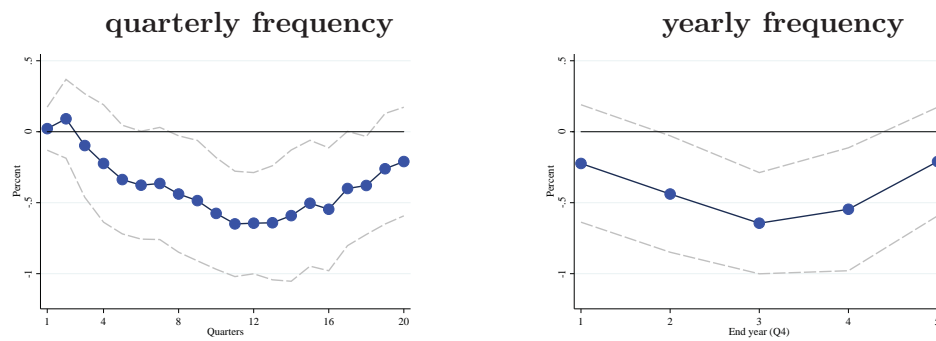 quarterly frequency
.5
0
-.5
-1
Percent
1 4 8 12 16 20
Quarters
yearly frequency
.5
0
-.5
-1
Percent
1 2 3 4
End year (Q4)